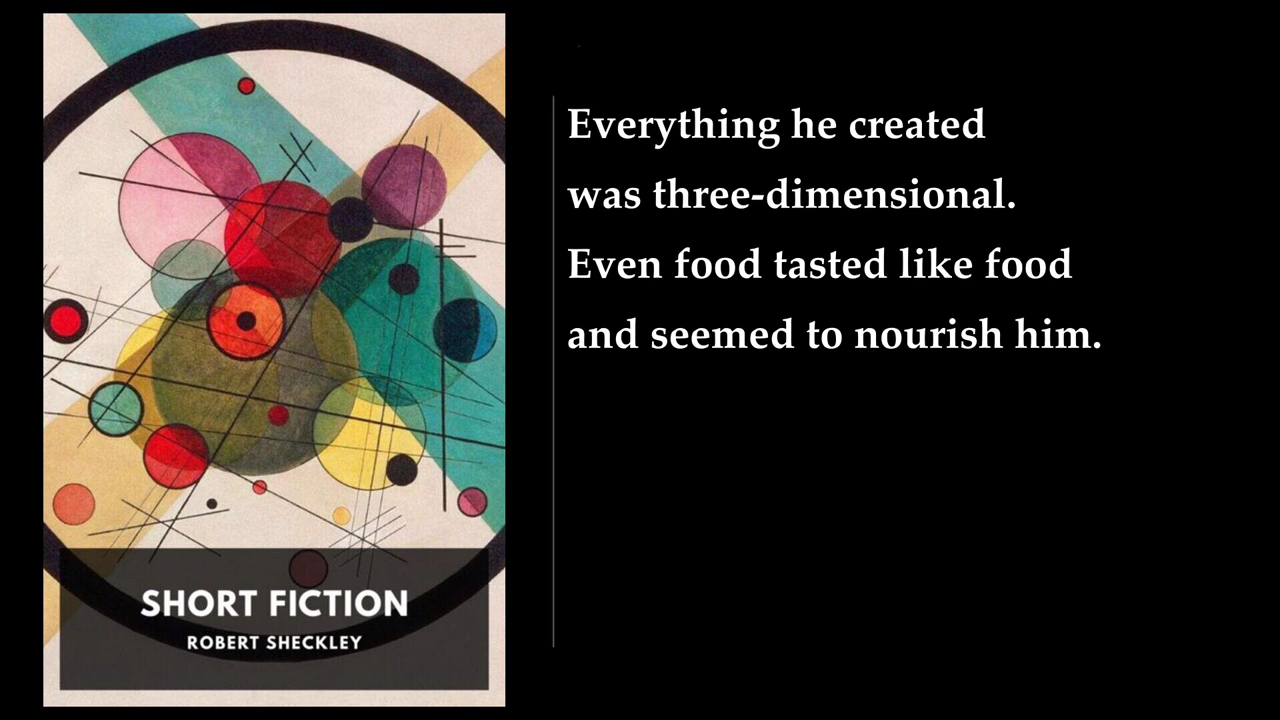 Everything he created
was three-dimensional.
Even food tasted like food
and seemed to nourish him.
SHORT FICTION
ROBERT SHECKLEY